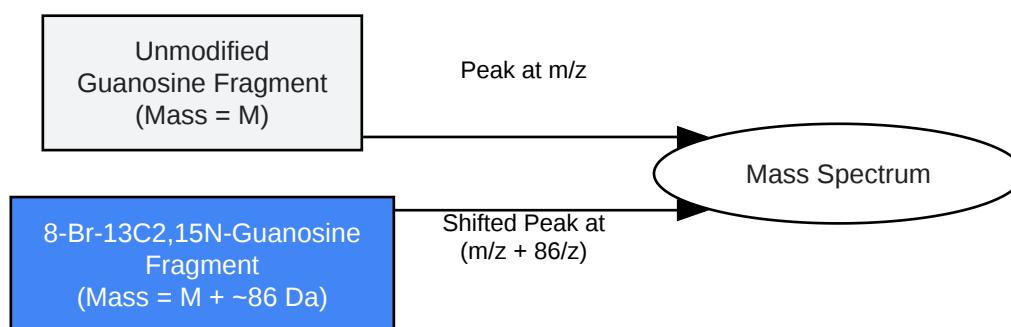 Unmodified
Guanosine Fragment
(Mass = M)
Peak at m/z
Mass Spectrum
8-Br-13C2,15N-Guanosine
Fragment
(Mass = M + ~86 Da)
Shifted Peak at
(m/z + 86/z)